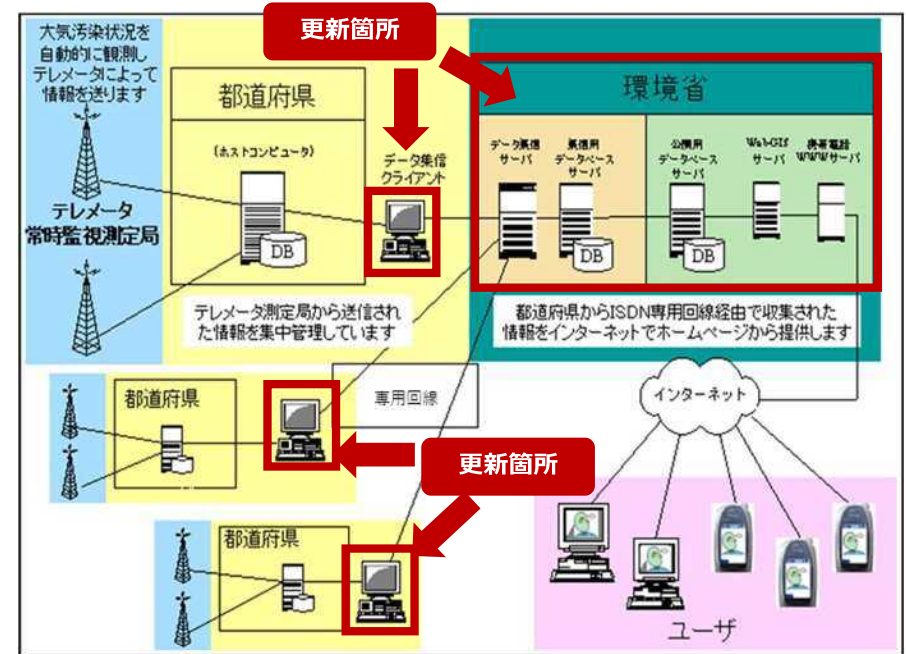 大気汚染状況を
自動的に観測し
テレメータによって
情報を送ります
更新箇所
都道府県
(ホストコンピュータ)
DB
データ集信
クライアント
テレメータ
常時監視測定局
テレメータ測定局から送信され
た情報を集中管理しています
環境省
データ集信
サーバ
集信用
データベース
サーバ
DB
公開用
データベース
サーバ
DB
Web-GIS
サーバ
携帯電話
WWWサーバ
都道府県からISDN専用回線経由で収集された
情報をインターネットでホームページから提供します
都道府県
専用回線
インターネット
更新箇所
都道府県
ユーザ